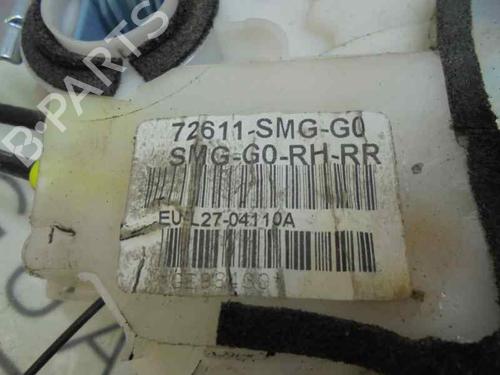 B-PARTS
72611-SMG-G0
SMG-G0-RH-RR
EU-L27-04110A